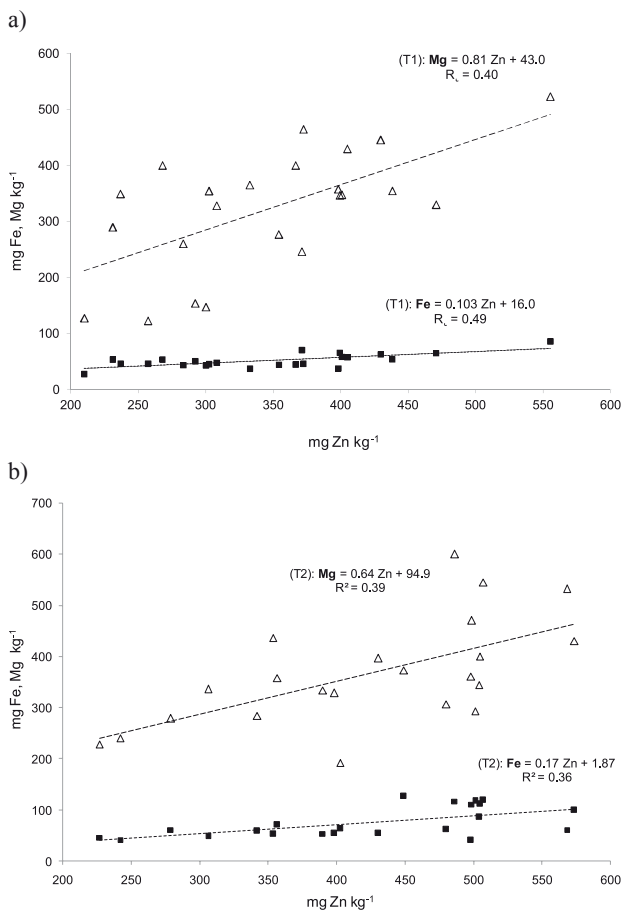 a)
600
500
400
300
200
100
0
mg Fe, Mg kg⁻¹
(T1): Mg = 0.81 Zn + 43.0
= 0.40
(T1): Fe = 0.103 Zn + 16.0
= 0.49
200 250 300 350 400 450 500 550 600
mg Zn kg⁻¹
b)
700
600
500
400
300
200
100
0
mg Fe, Mg kg⁻¹
(T2): Mg = 0.64 Zn + 94.9
R² = 0.39
(T2): Fe = 0.17 Zn + 1.87
R² = 0.36
200 250 300 350 400 450 500 550 600
mg Zn kg⁻¹